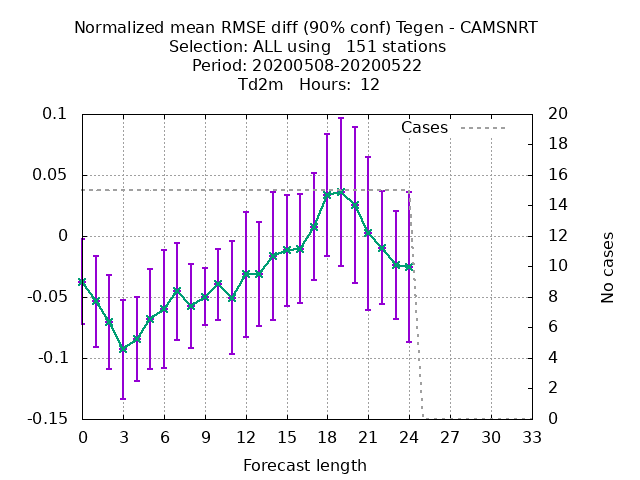 Normalized mean RMSE diff (90% conf) Tegen - CAMSNRT
Selection: ALL using   151 stations
Period: 20200508-20200522
Td2m   Hours:  12
Cases
0.1
0.05
0
-0.05
-0.1
-0.15
20
18
16
14
12
10
8
6
4
2
0
No cases
0 3 6 9 12 15 18 21 24 27 30 33
Forecast length